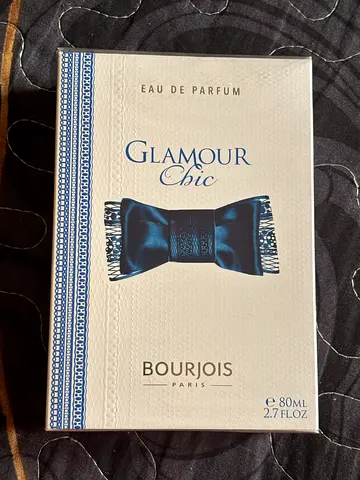 EAU DE PARFUM
GLAMOUR
Chic
BOURJOIS
PARIS
℮ 80ML
2.7 FL.OZ